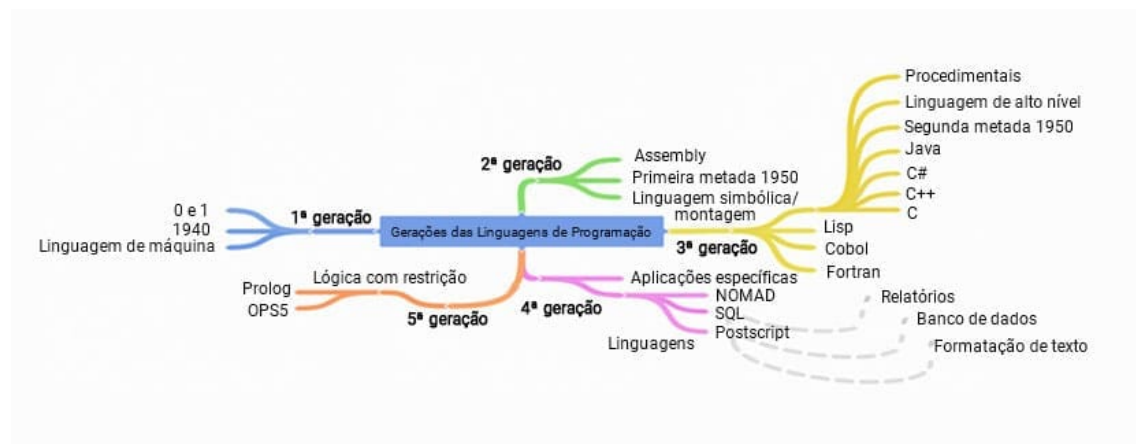 Gerações das Linguagens de Programação
1ª geração
0 e 1
1940
Linguagem de máquina
2ª geração
Assembly
Primeira metada 1950
Linguagem simbólica/
montagem
3ª geração
Procedimentais
Linguagem de alto nível
Segunda metada 1950
Java
C#
C++
C
Lisp
Cobol
Fortran
4ª geração
Aplicações específicas
Linguagens
NOMAD
SQL
Postscript
Relatórios
Banco de dados
Formatação de texto
5ª geração
Lógica com restrição
Prolog
OPS5